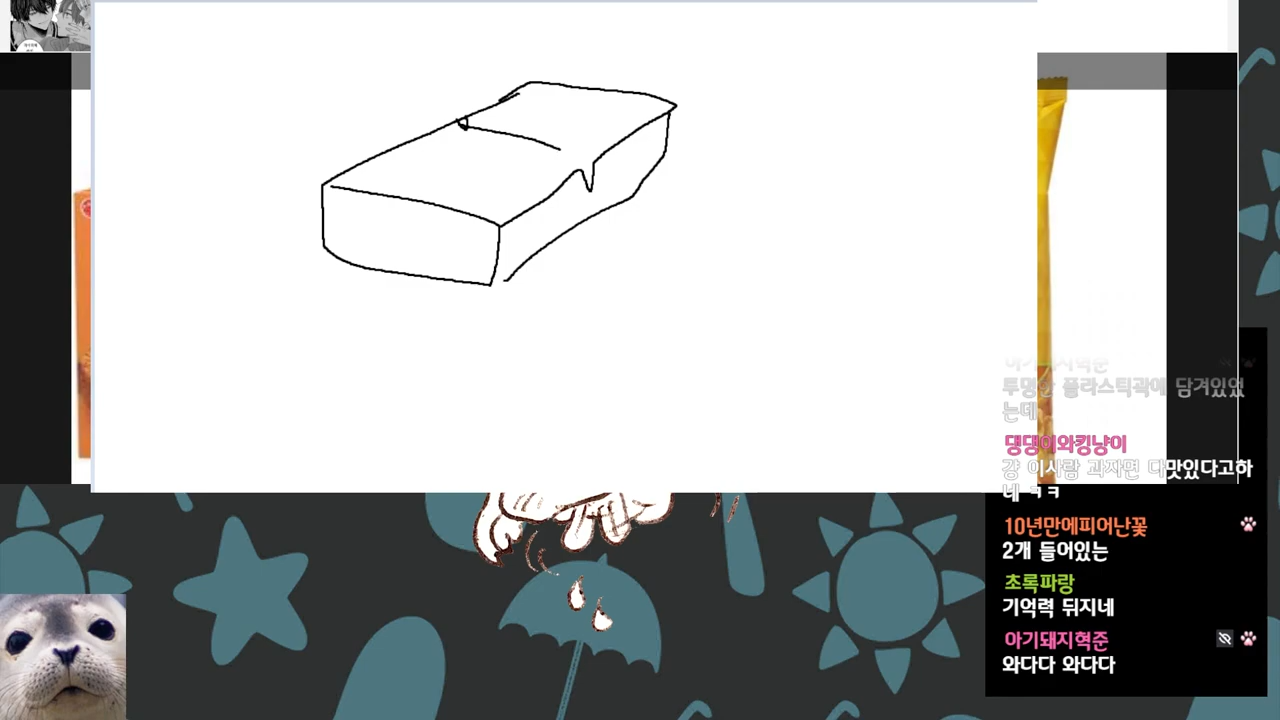 투명한 플라스틱곽에 담겨있었
는데
댕댕이와킹냥이
걍 이사람 과자면 다맛있다고하
네 ㅋㅋ
10년만에피어난꽃
2개 들어있는
초록파랑
기억력 뒤지네
아기돼지혁준
와다다 와다다